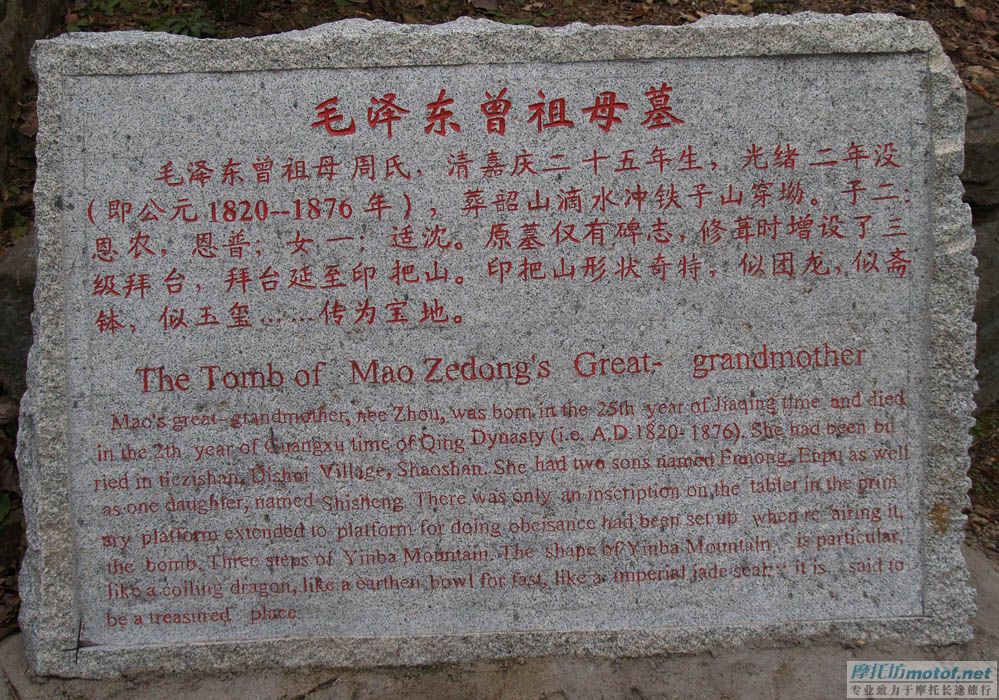 毛泽东曾祖母墓
毛泽东曾祖母周氏，清嘉庆二十五年生，光绪二年没
（即公元1820--1876年），葬韶山滴水冲铁子山穿坳。子二：
恩农，恩普；女一：适沈。原墓仅有碑志，修葺时增设了三
级拜台，拜台延至印把山。印把山形状奇特，似团龙，似斋
钵，似玉玺……传为宝地。
The Tomb of Mao Zedong's Great- grandmother
Mao's great--grandmother, nee Zhou, was born in the 25th year of Jiaqing time and died
in the 2th year of Guangxu time of Qing Dynasty (i.e. A.D.1820-1876). She had been bu
ried in tiezishan, Dishui Village, Shaoshan. She had two sons named Ennong, Enpu as well
as one daughter, named Shisheng. There was only an inscription on the tablet in the prim
ary platform extended to platform for doing obeisance had been set up when re airing it,
the bomb. Three steps of Yinba Mountain. The shape of Yinba Mountain is particular,
like a coiling dragon, like a earthen bowl for fast, like a imperial jade seal; it is said to
be a treasured place.
摩托坊motof.net
专业致力于摩托长途旅行